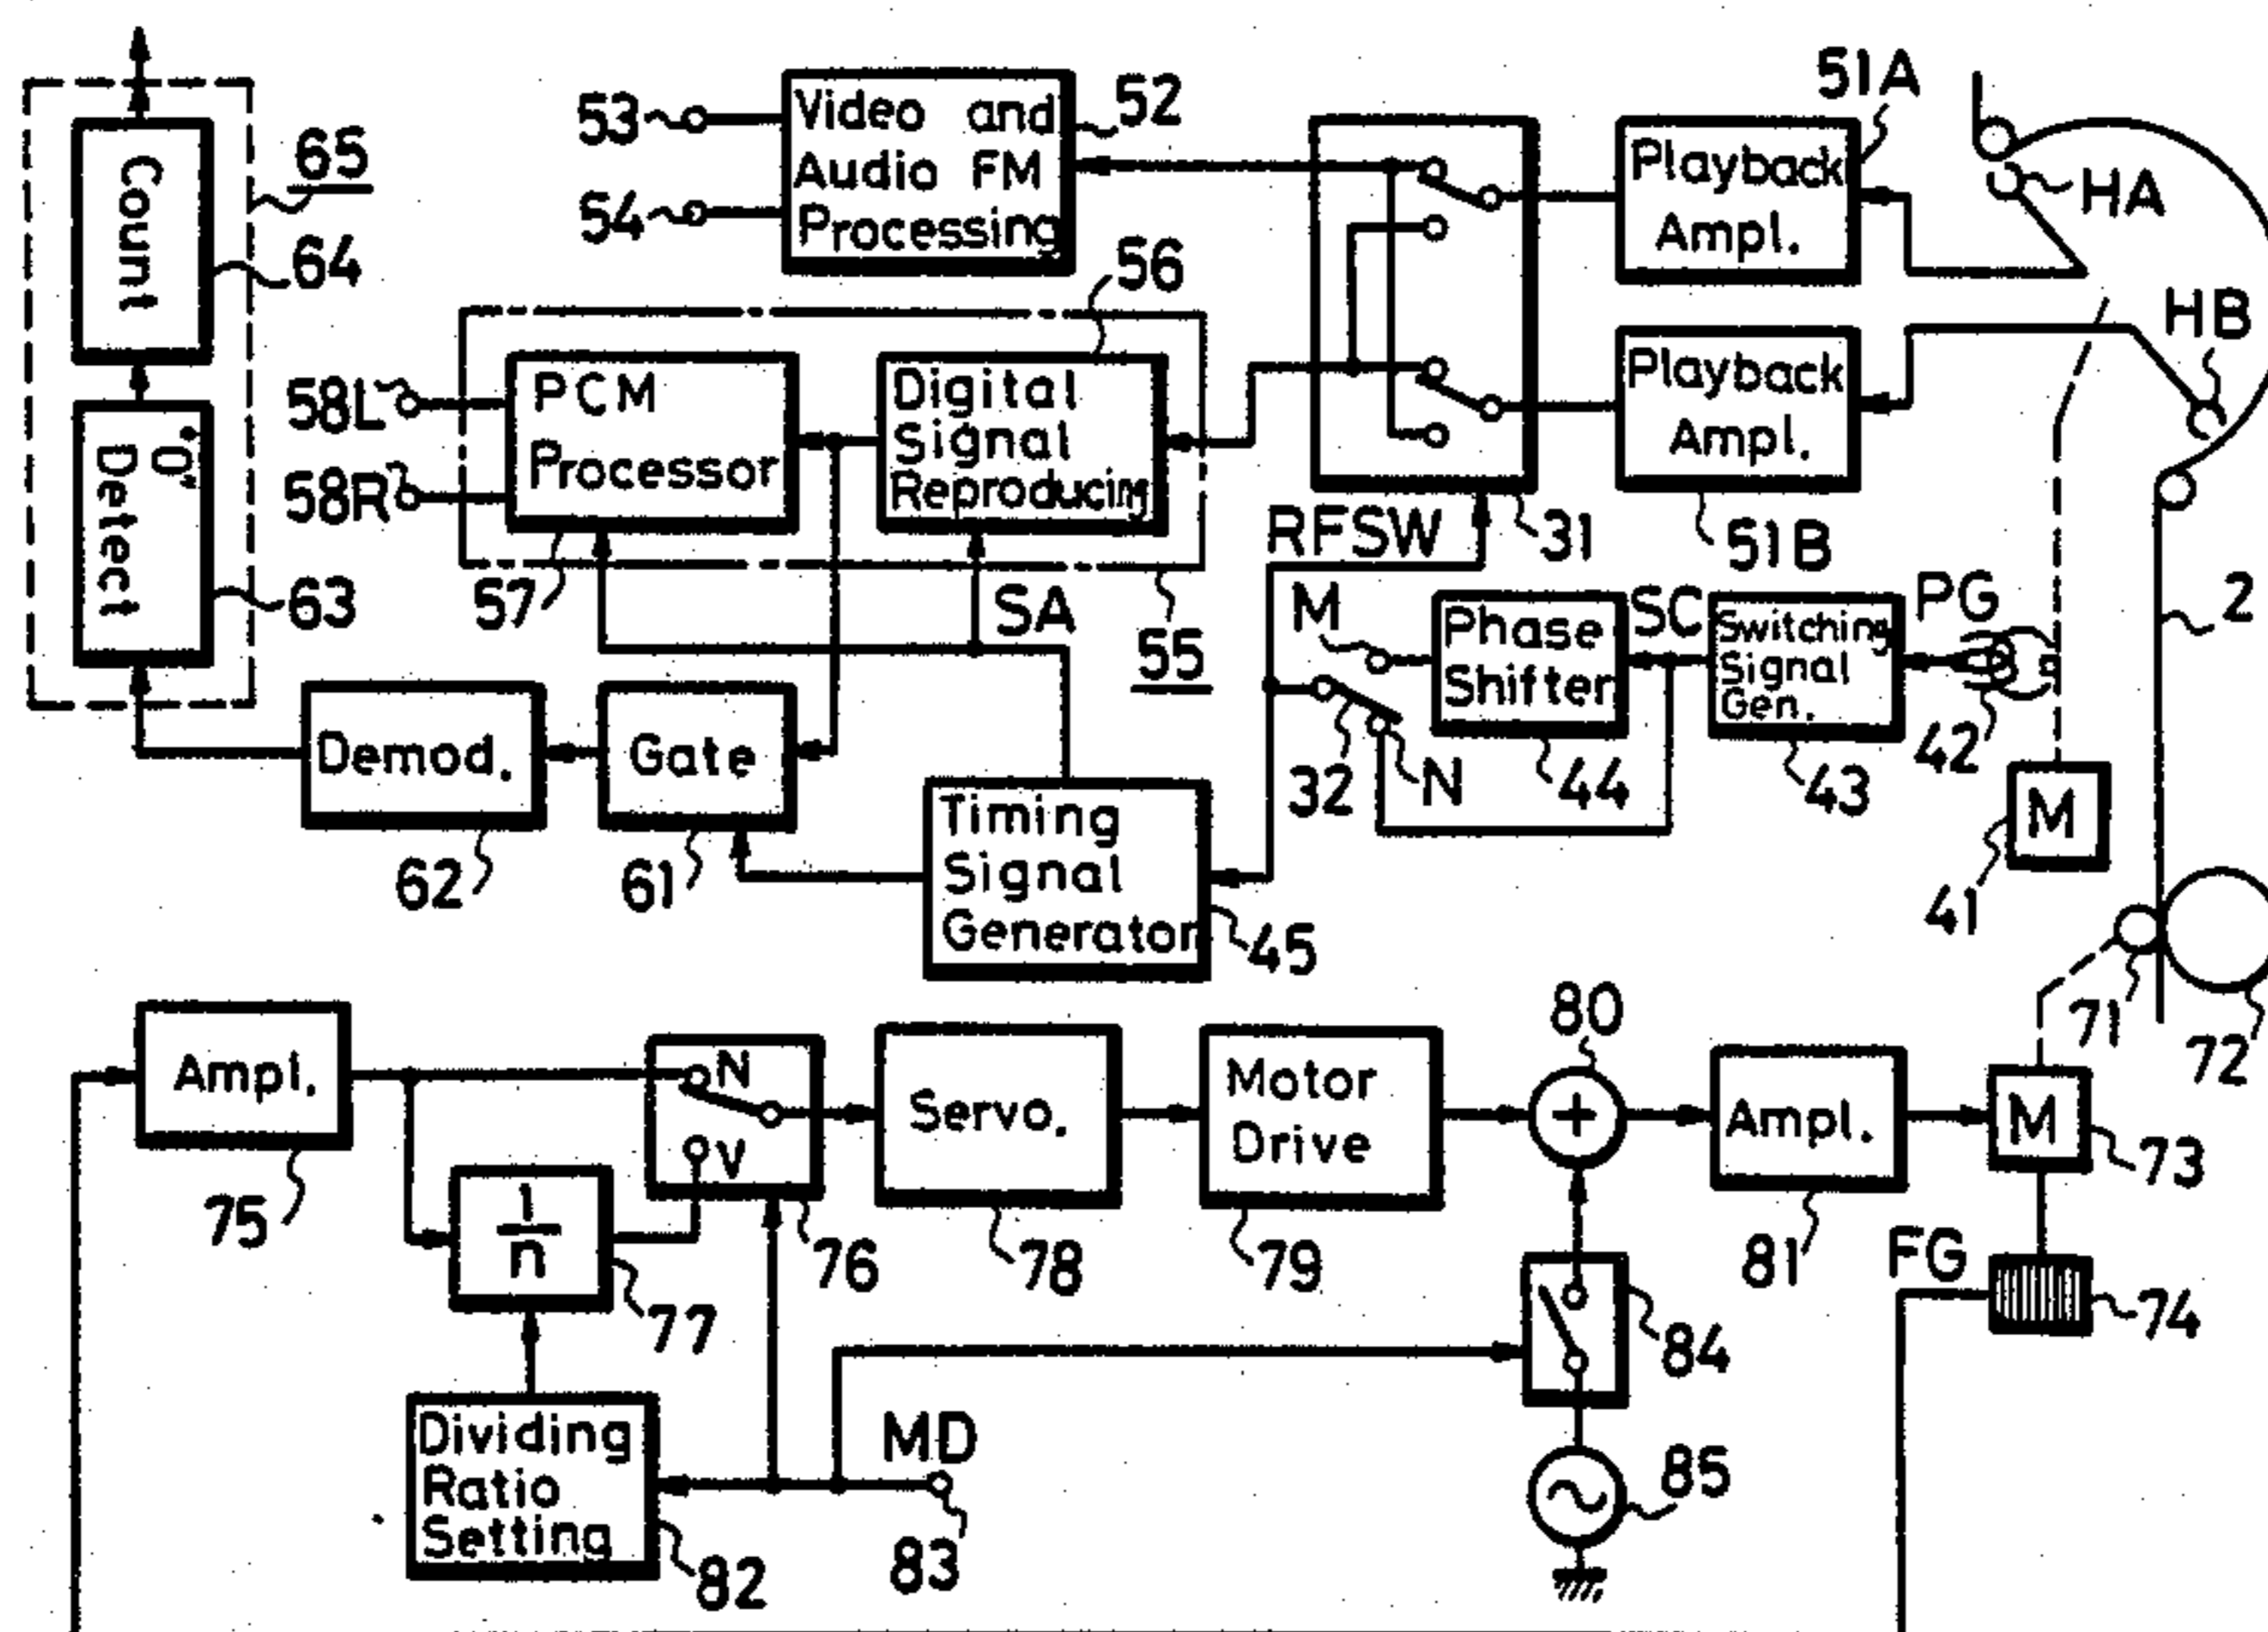 51A
53
Video and
Audio FM
Processing
52
Playback
Ampl.
HA
54
65
Count
64
56
HB
58L
PCM
Processor
Digital
Signal
Reproducing
Playback
Ampl.
58R
"0"
Detect
63
57
SA
55
RFSW
31
51B
M
Phase
Shifter
SC
Switching
Signal
Gen.
PG
2
32
N
44
43
42
M
41
Demod.
62
Gate
61
Timing
Signal
Generator
45
71
72
Ampl.
75
N
V
76
Servo.
78
Motor
Drive
79
80
+
Ampl.
81
M
73
1
n
77
FG
74
84
Dividing
Ratio
Setting
82
MD
83
85